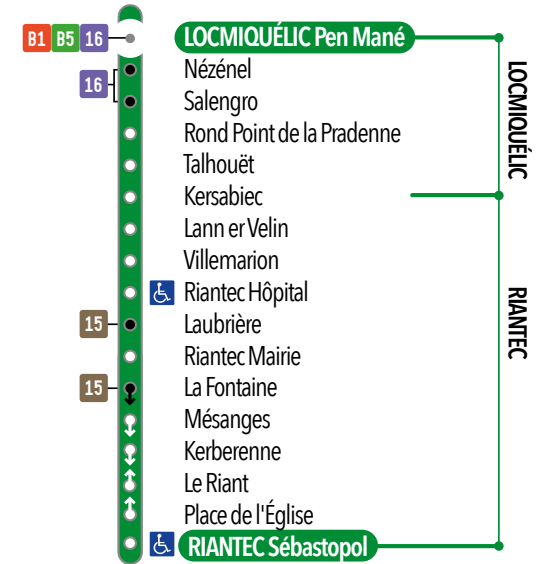 B1 B5 16 LOCMIQUÉLIC Pen Mané
16 Nézénel
Salengro
Rond Point de la Pradenne
Talhouët
Kersabiec
Lann er Velin
Villemarion
Riantec Hôpital
15 Laubrière
Riantec Mairie
15 La Fontaine
Mésanges
Kerberenne
Le Riant
Place de l'Église
RIANTEC Sébastopol
LOCMIQUÉLIC
RIANTEC